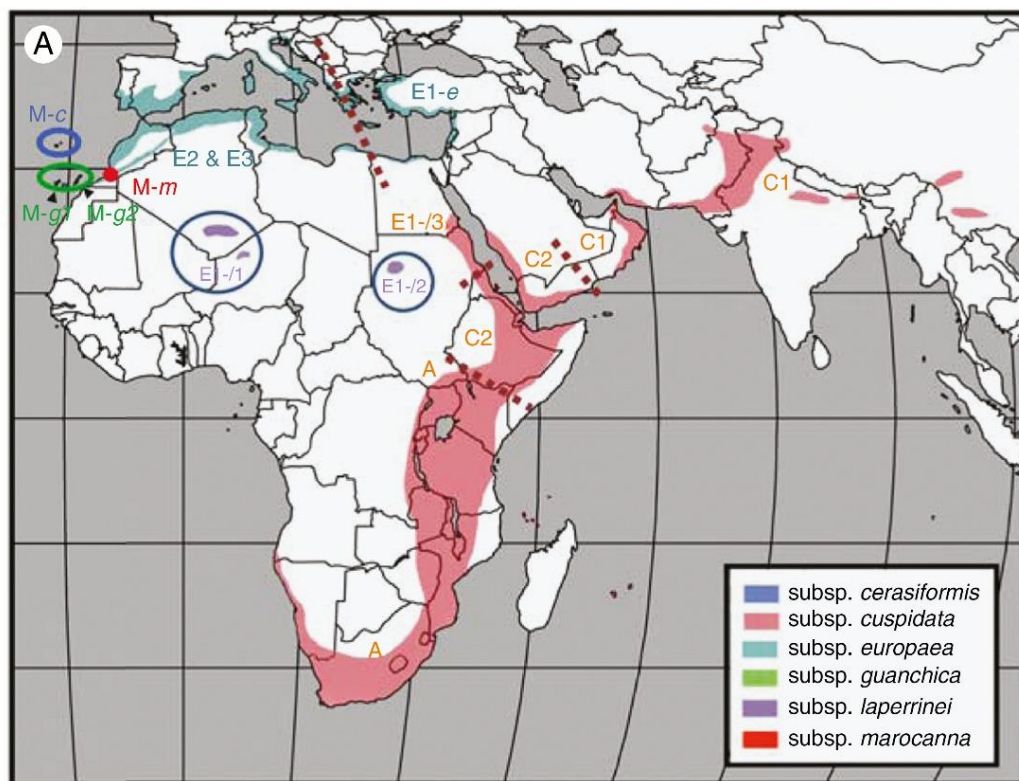 A
M-c
E1-e
E2 & E3
M-m
M-g1 M-g2
C1
E1-/3
C1
C2
E1-/1
E1-/2
C2
A
A
subsp. cerasiformis
subsp. cuspidata
subsp. europaea
subsp. guanchica
subsp. laperrinei
subsp. marocanna